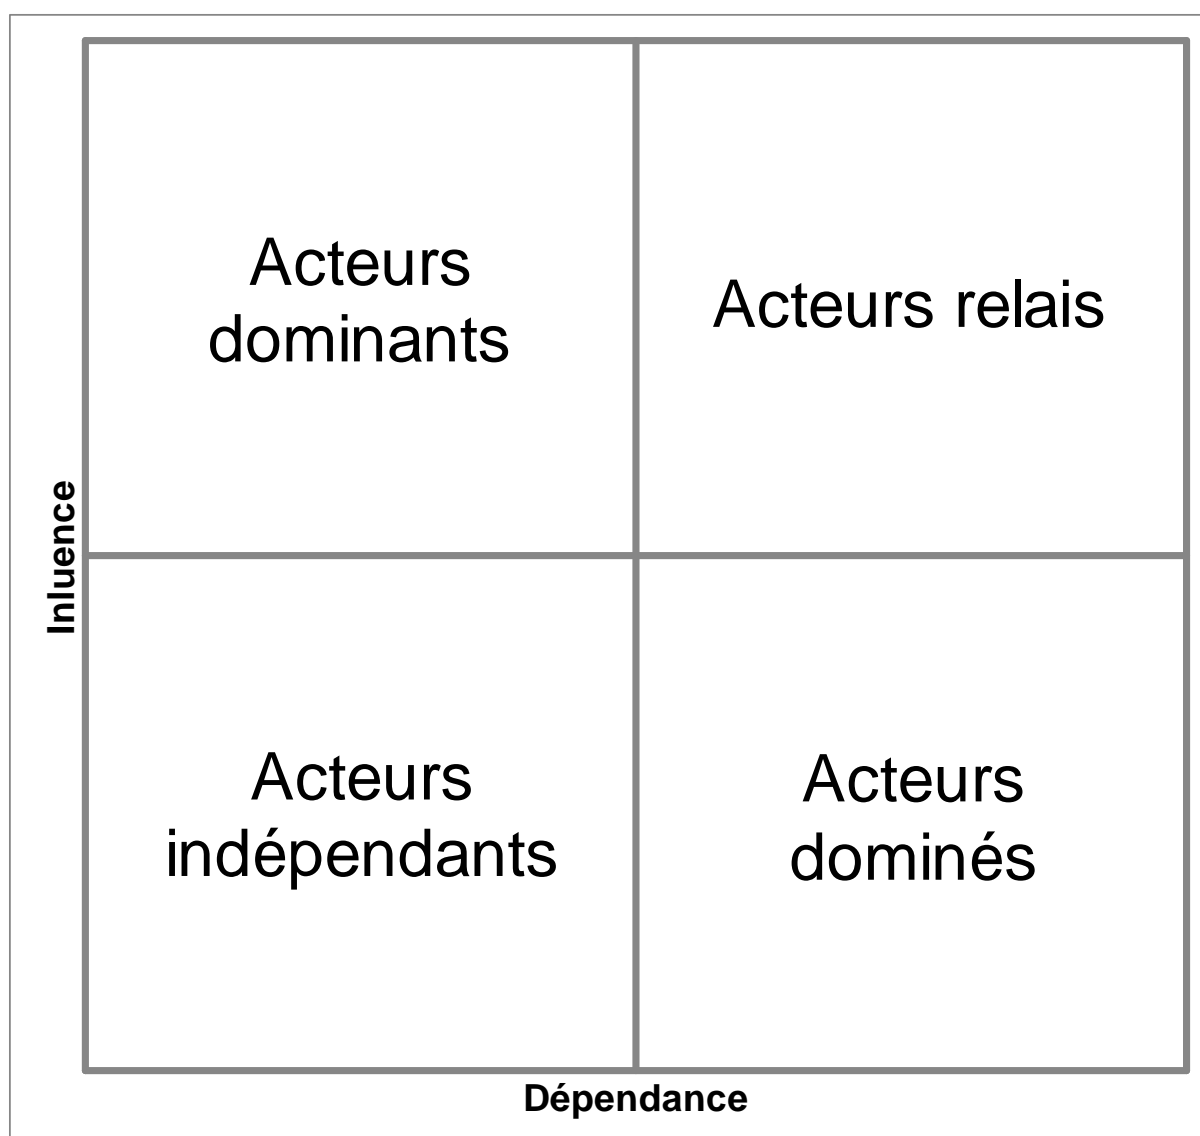 Acteurs
dominants
Acteurs relais
Inluence
Acteurs
indépendants
Acteurs
dominés
Dépendance